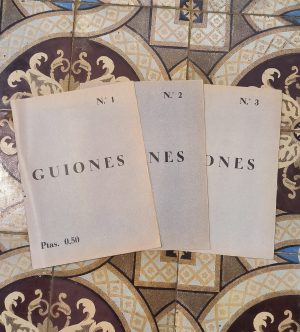 N.º 1
GUIONES
Ptas. 0,50
N.º 2
NES
N.º 3
ONES